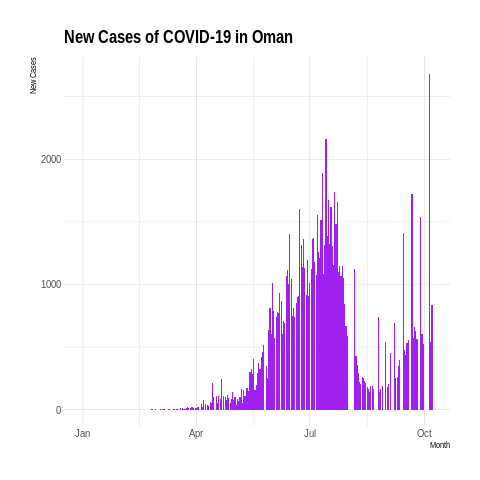 New Cases of COVID-19 in Oman
New Cases
2000
1000
0
Jan Apr Jul Oct
Month